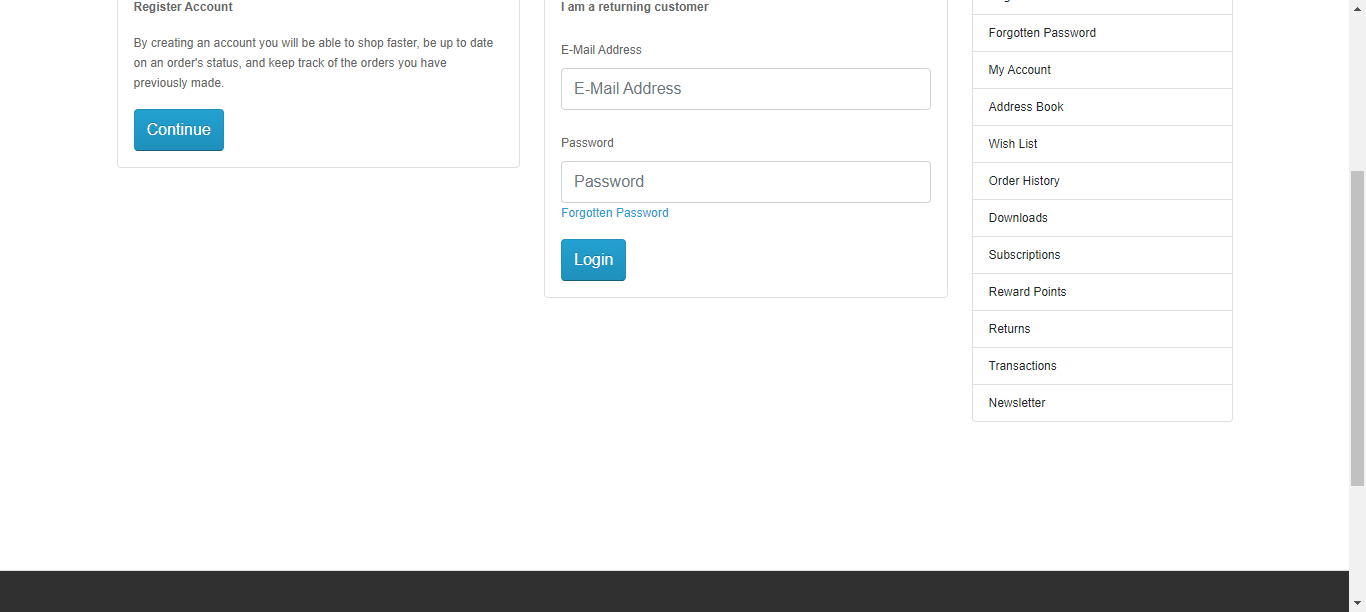 Register Account
By creating an account you will be able to shop faster, be up to date
on an order's status, and keep track of the orders you have
previously made.
Continue
I am a returning customer
E-Mail Address
E-Mail Address
Password
Password
Forgotten Password
Login
Forgotten Password
My Account
Address Book
Wish List
Order History
Downloads
Subscriptions
Reward Points
Returns
Transactions
Newsletter